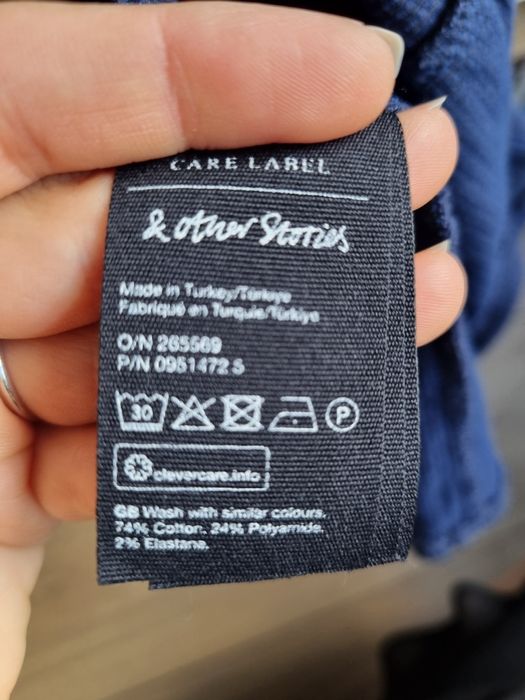 CARE LABEL
& other Stories
Made in Turkey/Türkiye
Fabriqué en Turquie/Türkiye
O/N 265569
P/N 0951472 5
30 P
clevercare.info
GB Wash with similar colours.
74% Cotton. 24% Polyamide.
2% Elastane.